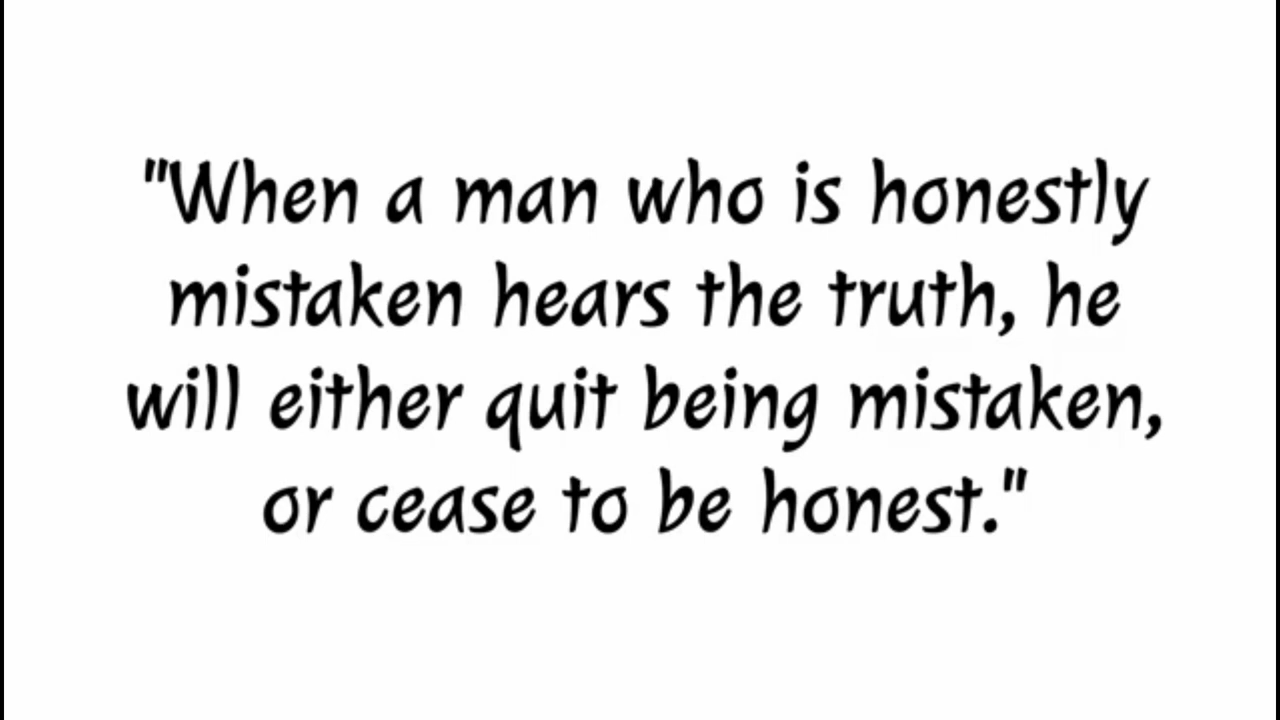 "When a man who is honestly
mistaken hears the truth, he
will either quit being mistaken,
or cease to be honest."